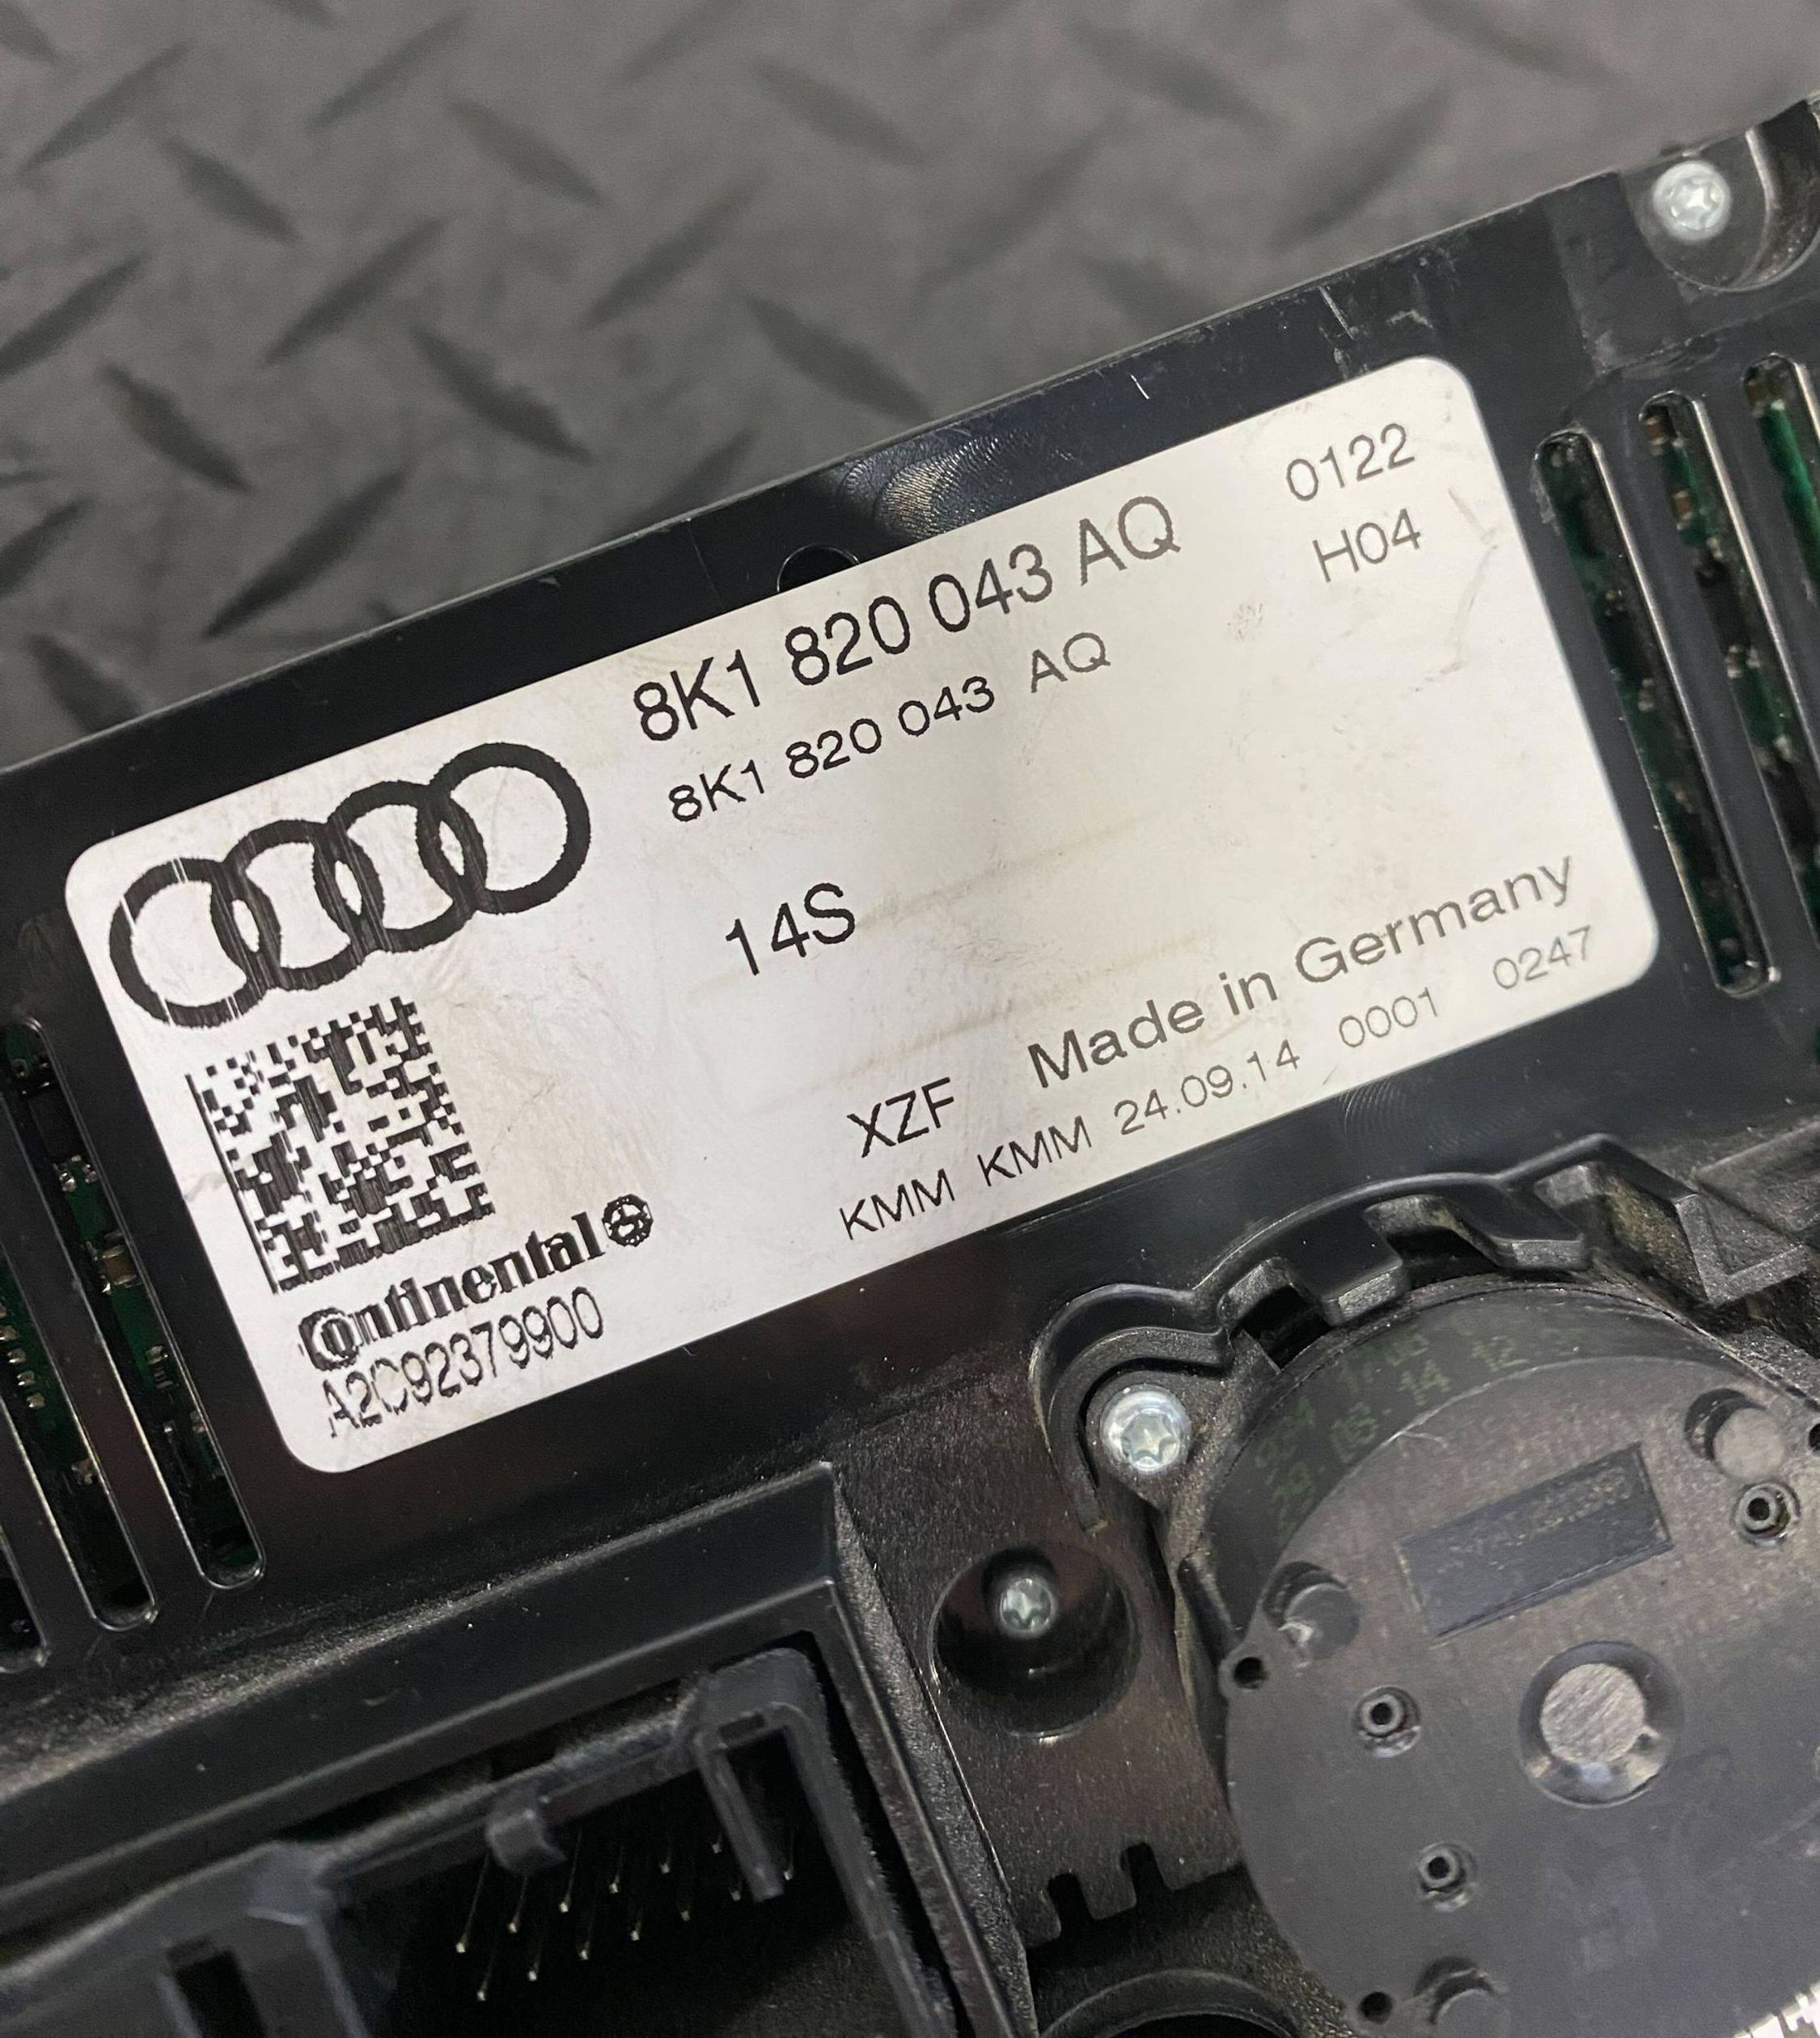 8K1 820 043 AQ
0122
8K1 820 043 AQ
H04
14S
XZF Made in Germany
KMM KMM 24.09.14 0001 0247
Continental
A2C92379900